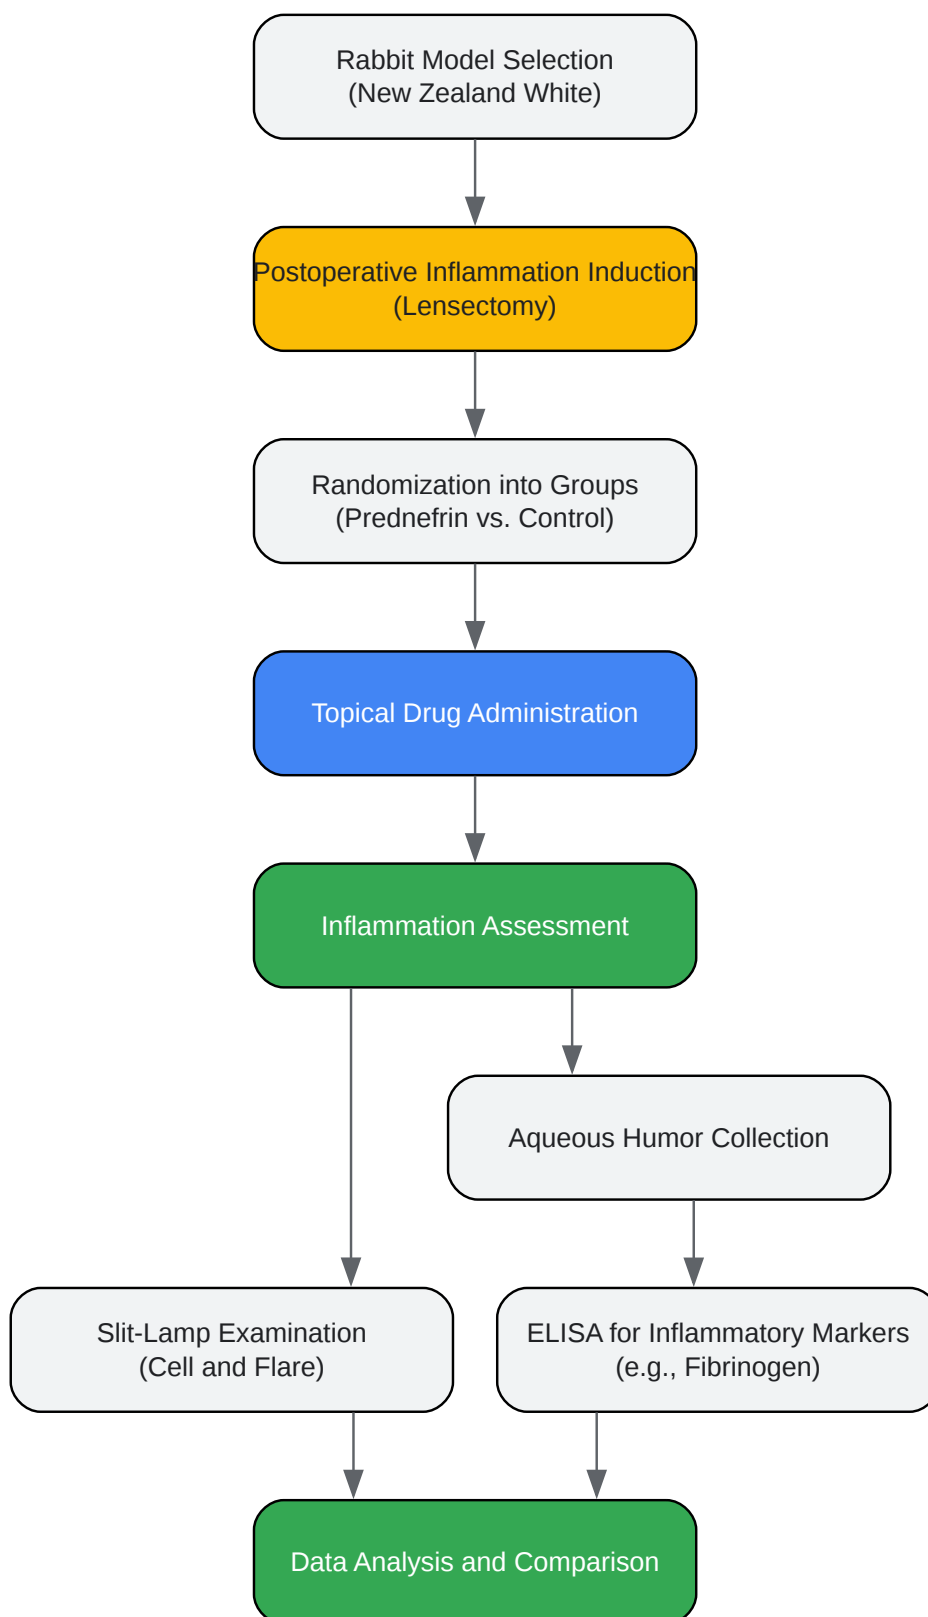 Rabbit Model Selection
(New Zealand White)
Postoperative Inflammation Induction
(Lensectomy)
Randomization into Groups
(Prednefrin vs. Control)
Topical Drug Administration
Inflammation Assessment
Aqueous Humor Collection
Slit-Lamp Examination
(Cell and Flare)
ELISA for Inflammatory Markers
(e.g., Fibrinogen)
Data Analysis and Comparison